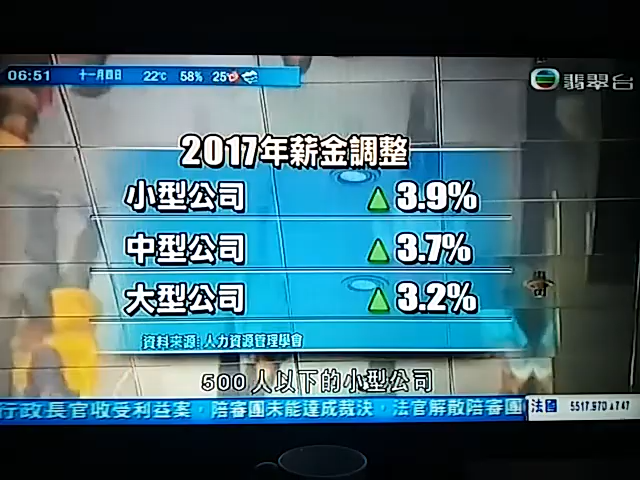 06:51 十一月四日 22℃ 58% 25℃
翡翠台
2017年薪金調整
小型公司 ▲ 3.9%
中型公司 ▲ 3.7%
大型公司 ▲ 3.2%
資料來源: 人力資源管理學會
500人以下的小型公司
行政長官收受利益案，陪審團未能達成裁決，法官解散陪審團
法 5517.970 ▲747